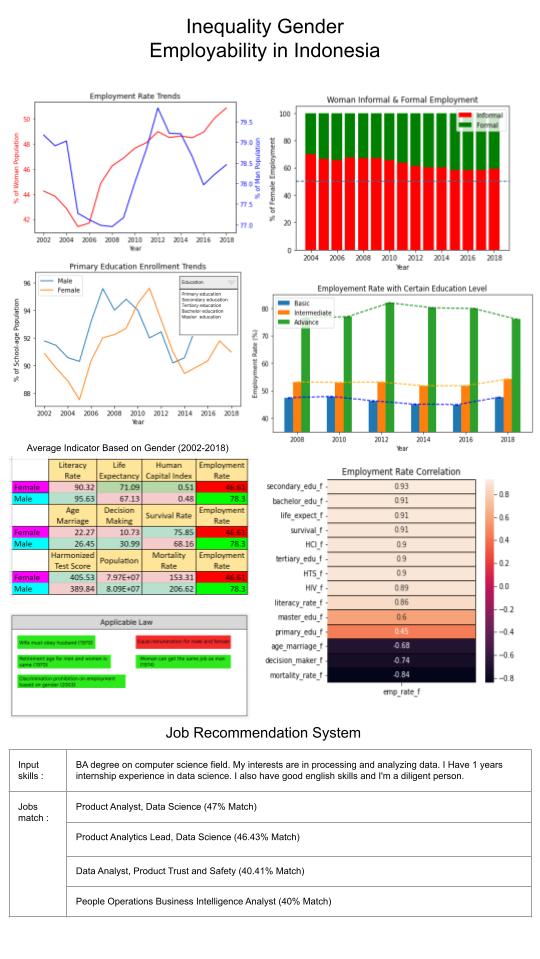 Inequality Gender
Employability in Indonesia
Employment Rate Trends
% of Woman Population
50
48
46
44
42
79.5
79.0
78.5
78.0
77.5
77.0
% of Man Population
2002 2004 2006 2008 2010 2012 2014 2016 2018
Year
Woman Informal & Formal Employment
Informal
Formal
% of Female Employment
100
80
60
40
20
0
2004 2006 2008 2010 2012 2014 2016 2018
Year
Primary Education Enrollment Trends
Male
Female
Education
Primary education
Secondary education
Tertiary education
Bachelor education
Master education
% of School-age Population
96
94
92
90
88
2002 2004 2006 2008 2010 2012 2014 2016 2018
Year
Employment Rate with Certain Education Level
Basic
Intermediate
Advance
Employment Rate (%)
80
70
60
50
40
2008 2010 2012 2014 2016 2018
Year
Average Indicator Based on Gender (2002-2018)
Literacy Rate Life Expectancy Human Capital Index Employment Rate
Female 90.32 71.09 0.51 46.61
Male 95.63 67.13 0.48 78.3
Age Marriage Decision Making Survival Rate Employment Rate
Female 22.27 10.73 75.85 46.61
Male 26.45 30.99 68.16 78.3
Harmonized Test Score Population Mortality Rate Employment Rate
Female 405.53 7.97E+07 153.31 46.61
Male 389.84 8.09E+07 206.62 78.3
Employment Rate Correlation
secondary_edu_f 0.93
bachelor_edu_f 0.91
life_expect_f 0.91
survival_f 0.91
HCI_f 0.9
tertiary_edu_f 0.9
HTS_f 0.9
HIV_f 0.89
literacy_rate_f 0.86
master_edu_f 0.6
primary_edu_f 0.45
age_marriage_f -0.68
decision_maker_f -0.74
mortality_rate_f -0.84
emp_rate_f
0.8
0.6
0.4
0.2
0.0
-0.2
-0.4
-0.6
-0.8
Applicable Law
Wife must obey husband (1973)
Equal remuneration for male and female
Retirement age for men and women is same (1973)
Woman can get the same job as man (1974)
Discrimination prohibition on employment based on gender (2003)
Job Recommendation System
Input skills :
BA degree on computer science field. My interests are in processing and analyzing data. I Have 1 years
internship experience in data science. I also have good english skills and I'm a diligent person.
Jobs match :
Product Analyst, Data Science (47% Match)
Product Analytics Lead, Data Science (46.43% Match)
Data Analyst, Product Trust and Safety (40.41% Match)
People Operations Business Intelligence Analyst (40% Match)